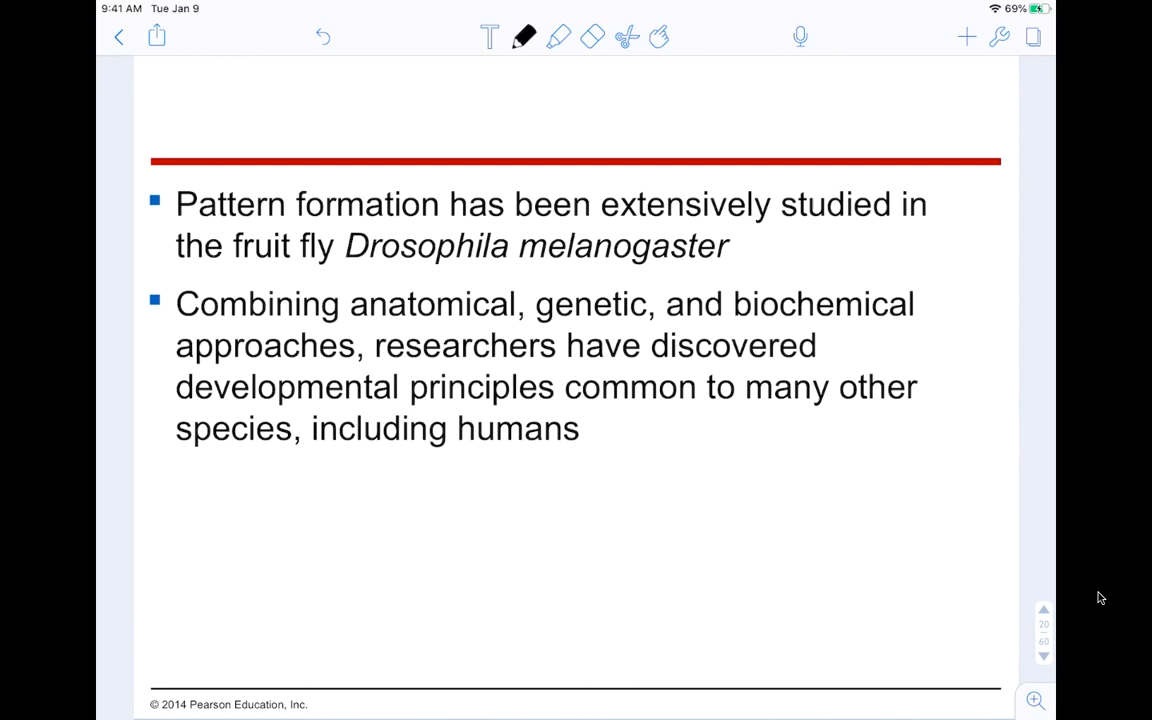 9:41 AM Tue Jan 9
69%
Pattern formation has been extensively studied in
the fruit fly Drosophila melanogaster
Combining anatomical, genetic, and biochemical
approaches, researchers have discovered
developmental principles common to many other
species, including humans
20
60
© 2014 Pearson Education, Inc.